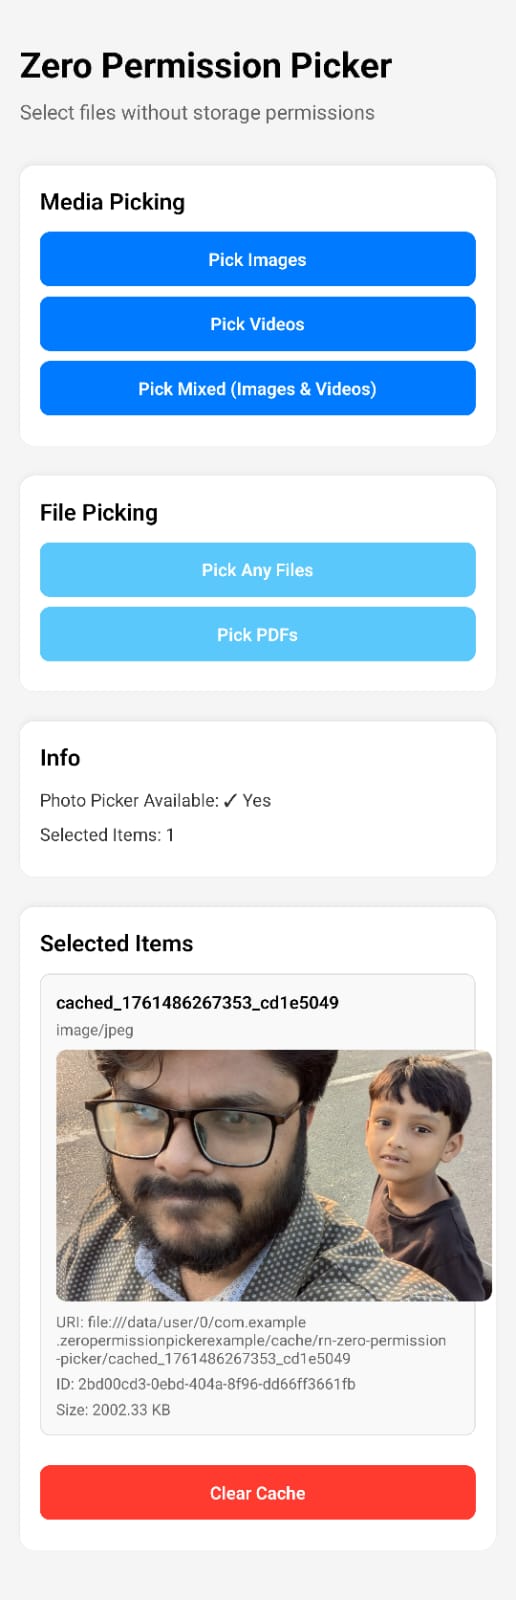 Zero Permission Picker
Select files without storage permissions
Media Picking
Pick Images
Pick Videos
Pick Mixed (Images & Videos)
File Picking
Pick Any Files
Pick PDFs
Info
Photo Picker Available: ✓ Yes
Selected Items: 1
Selected Items
cached_1761486267353_cd1e5049
image/jpeg
URI: file:///data/user/0/com.example
.zeropermissionpickerexample/cache/rn-zero-permission
-picker/cached_1761486267353_cd1e5049
ID: 2bd00cd3-0ebd-404a-8f96-dd66ff3661fb
Size: 2002.33 KB
Clear Cache